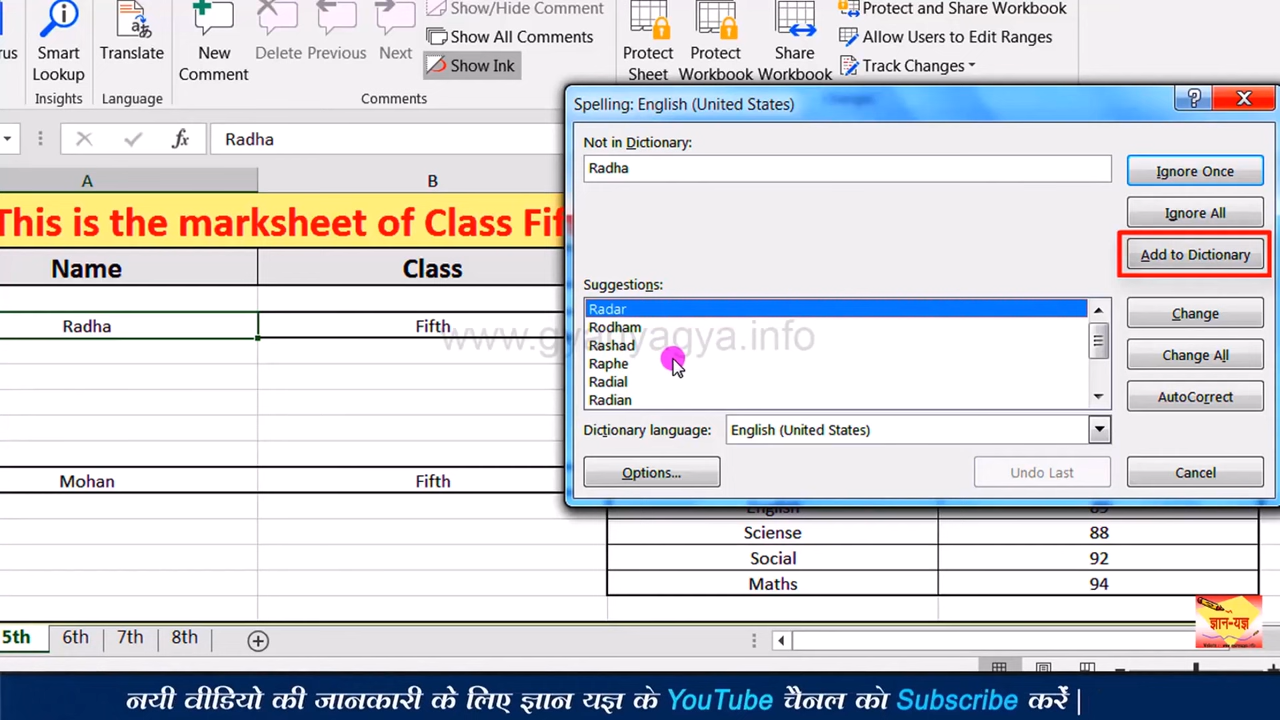 Show/Hide Comment
Protect and Share Workbook
Smart
Lookup
Translate
New
Comment
Delete
Previous
Next
Show All Comments
Show Ink
Protect
Sheet
Protect
Workbook
Share
Workbook
Allow Users to Edit Ranges
Track Changes
Insights
Language
Comments
fx
Radha
A
B
This is the marksheet of Class
Name
Class
Radha
Fifth
Mohan
Fifth
Spelling: English (United States)
?
Not in Dictionary:
Radha
Ignore Once
Ignore All
Add to Dictionary
Suggestions:
Radar
Rodham
Rashad
Raphe
Radial
Radian
Change
Change All
AutoCorrect
Dictionary language:
English (United States)
Options...
Undo Last
Cancel
www.gyanyagya.info
Sciense
88
Social
92
Maths
94
5th
6th
7th
8th
ज्ञान-यज्ञ
नयी वीडियो की जानकारी के लिए ज्ञान यज्ञ के YouTube चैनल को Subscribe करें |